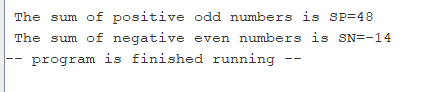 The sum of positive odd numbers is SP=48
The sum of negative even numbers is SN=-14
-- program is finished running --